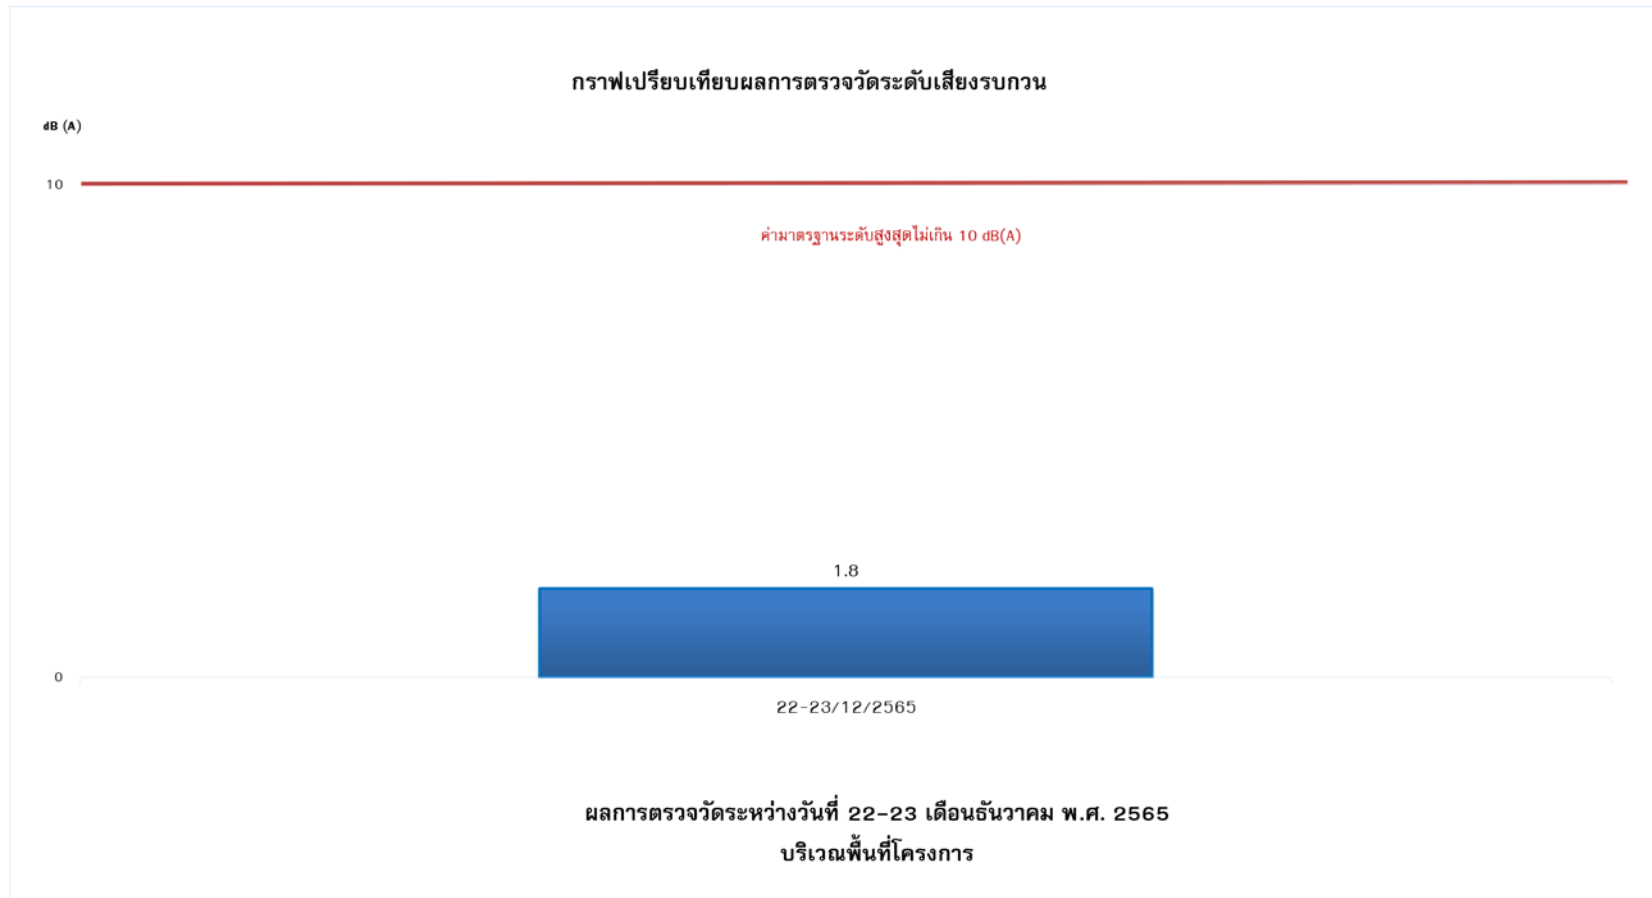 กราฟเปรียบเทียบผลการตรวจวัดระดับเสียงรบกวน
dB (A)
10
ค่ามาตรฐานระดับสูงสุดไม่เกิน 10 dB(A)
1.8
0
22-23/12/2565
ผลการตรวจวัดระหว่างวันที่ 22-23 เดือนธันวาคม พ.ศ. 2565
บริเวณพื้นที่โครงการ